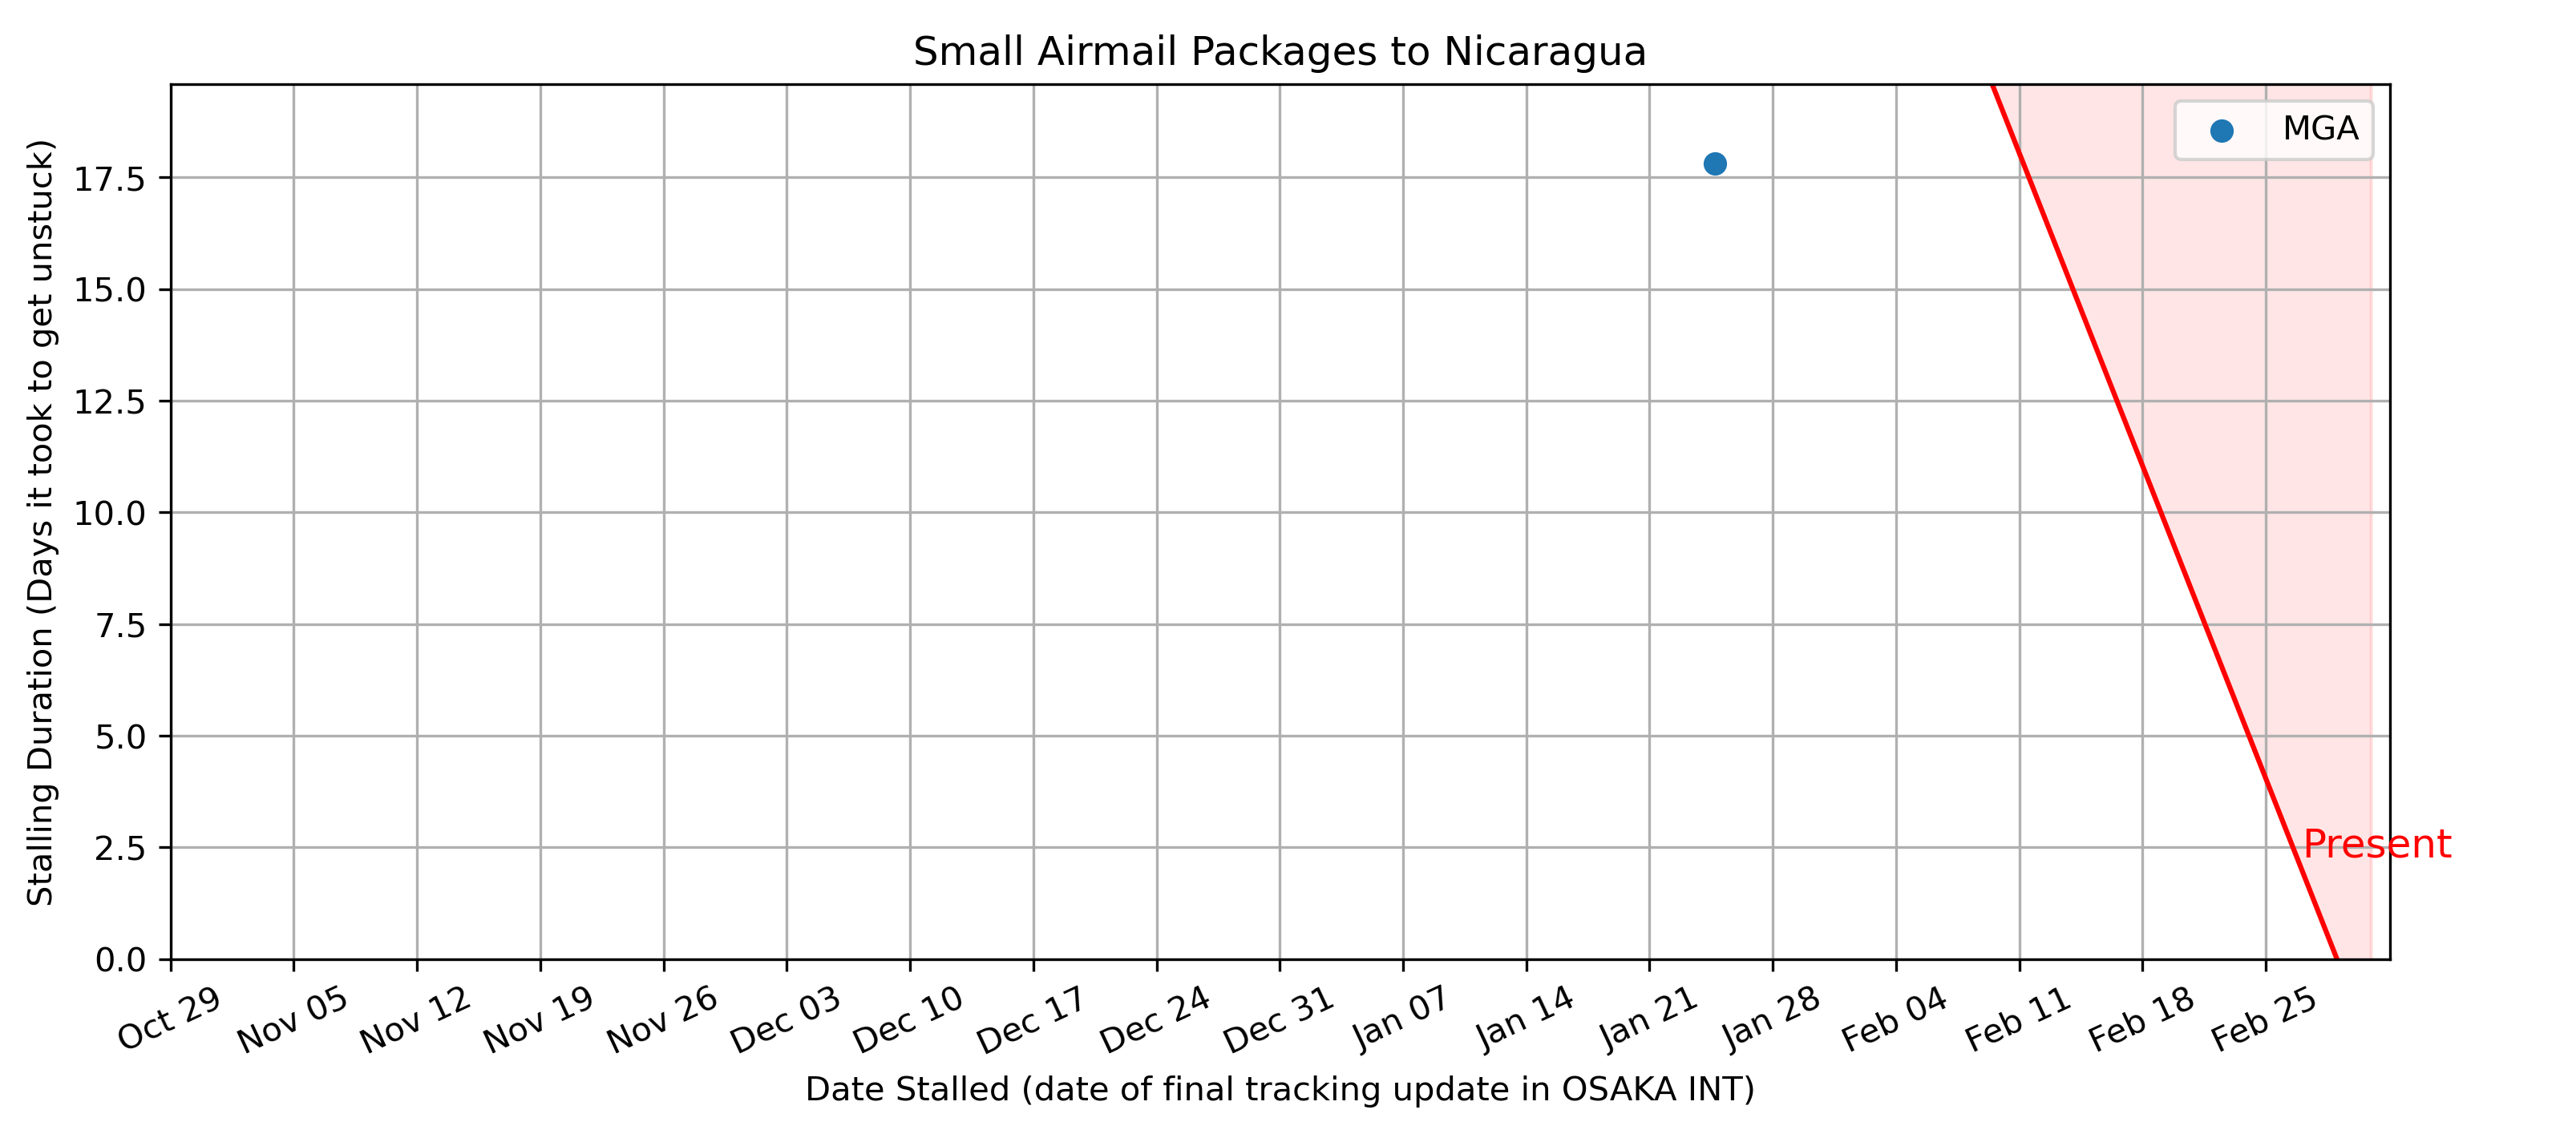 Small Airmail Packages to Nicaragua
MGA
Stalling Duration (Days it took to get unstuck)
17.5
15.0
12.5
10.0
7.5
5.0
2.5
0.0
Present
Oct 29 Nov 05 Nov 12 Nov 19 Nov 26 Dec 03 Dec 10 Dec 17 Dec 24 Dec 31 Jan 07 Jan 14 Jan 21 Jan 28 Feb 04 Feb 11 Feb 18 Feb 25
Date Stalled (date of final tracking update in OSAKA INT)